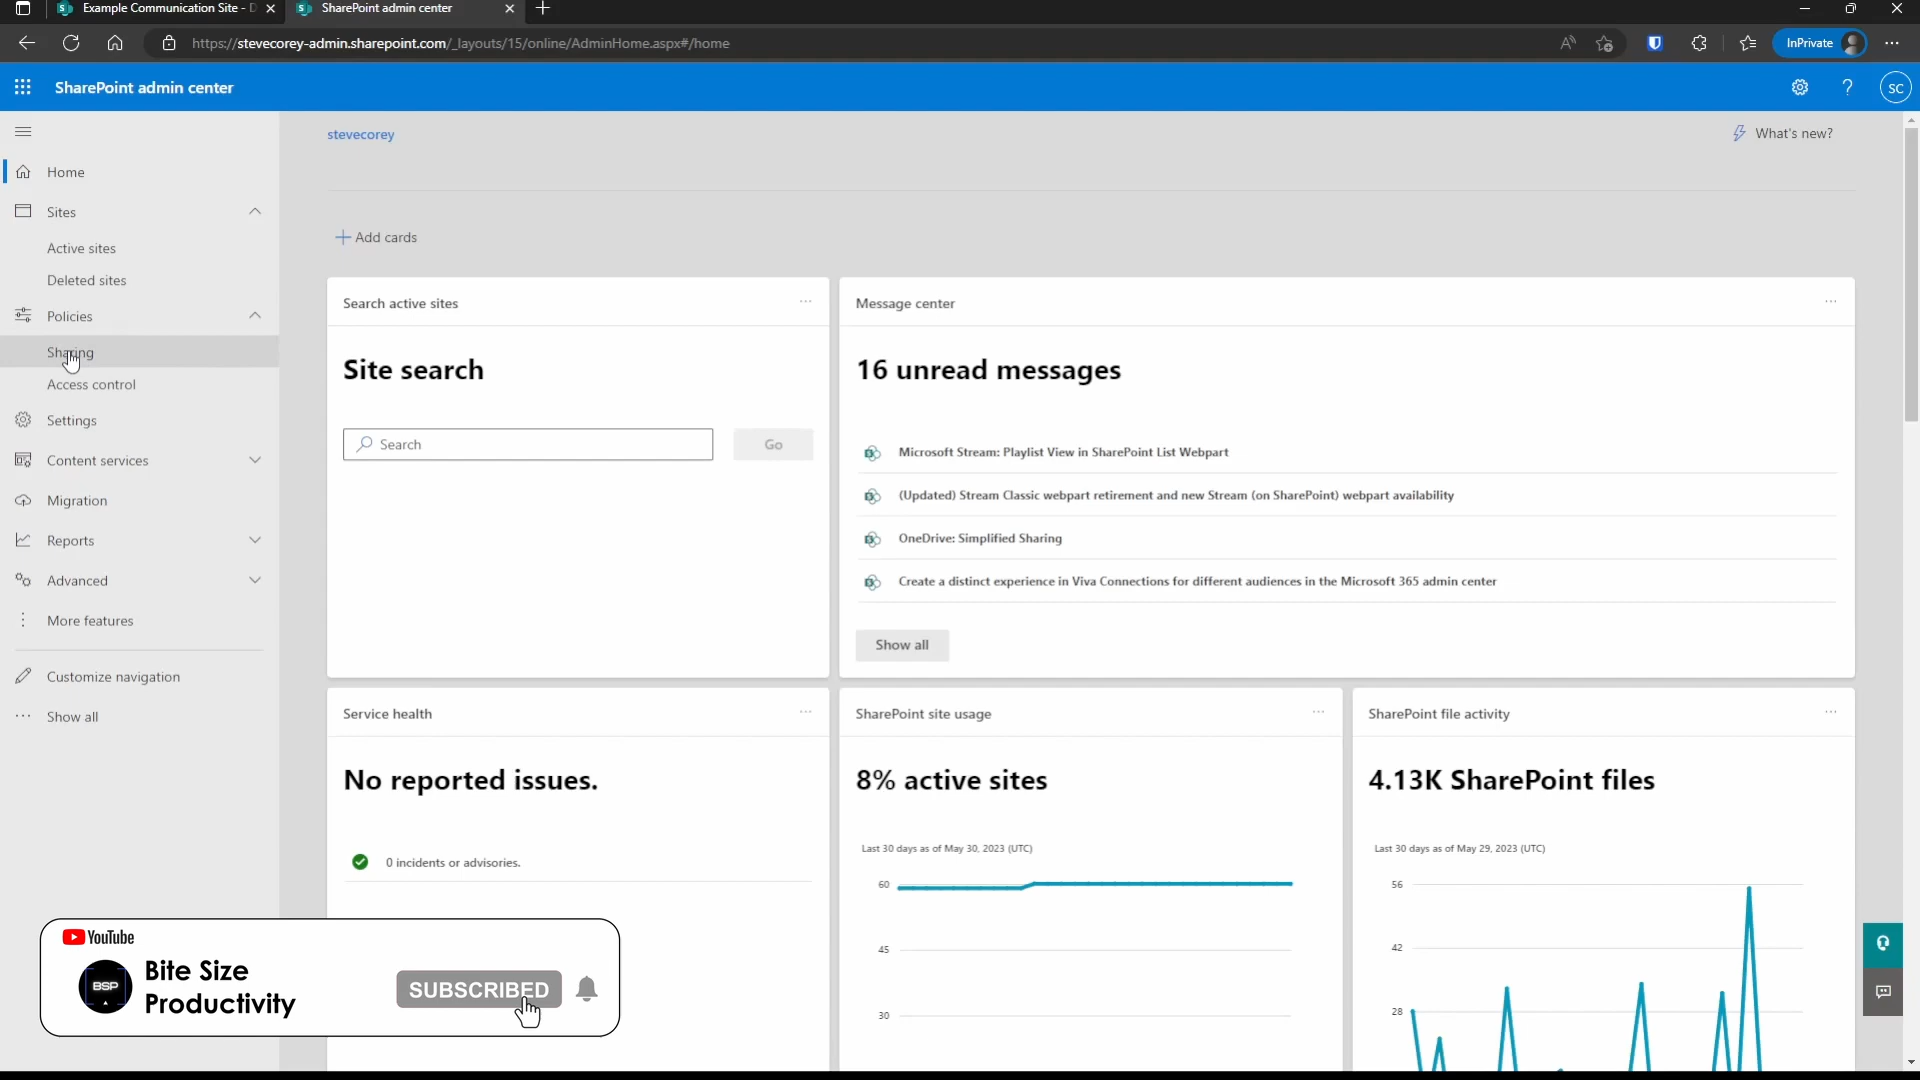 Example Communication Site - D
SharePoint admin center
https://stevecorey-admin.sharepoint.com/_layouts/15/online/AdminHome.aspx#/home
InPrivate
SharePoint admin center
?
SC
stevecorey
What's new?
Home
Sites
Active sites
Deleted sites
Policies
Sharing
Access control
Settings
Content services
Migration
Reports
Advanced
More features
Customize navigation
Show all
Add cards
Search active sites
Site search
Search
Go
Message center
16 unread messages
Microsoft Stream: Playlist View in SharePoint List Webpart
(Updated) Stream Classic webpart retirement and new Stream (on SharePoint) webpart availability
OneDrive: Simplified Sharing
Create a distinct experience in Viva Connections for different audiences in the Microsoft 365 admin center
Show all
Service health
No reported issues.
0 incidents or advisories.
SharePoint site usage
8% active sites
Last 30 days as of May 30, 2023 (UTC)
60
45
30
SharePoint file activity
4.13K SharePoint files
Last 30 days as of May 29, 2023 (UTC)
56
42
28
YouTube
BSP
Bite Size
Productivity
SUBSCRIBED